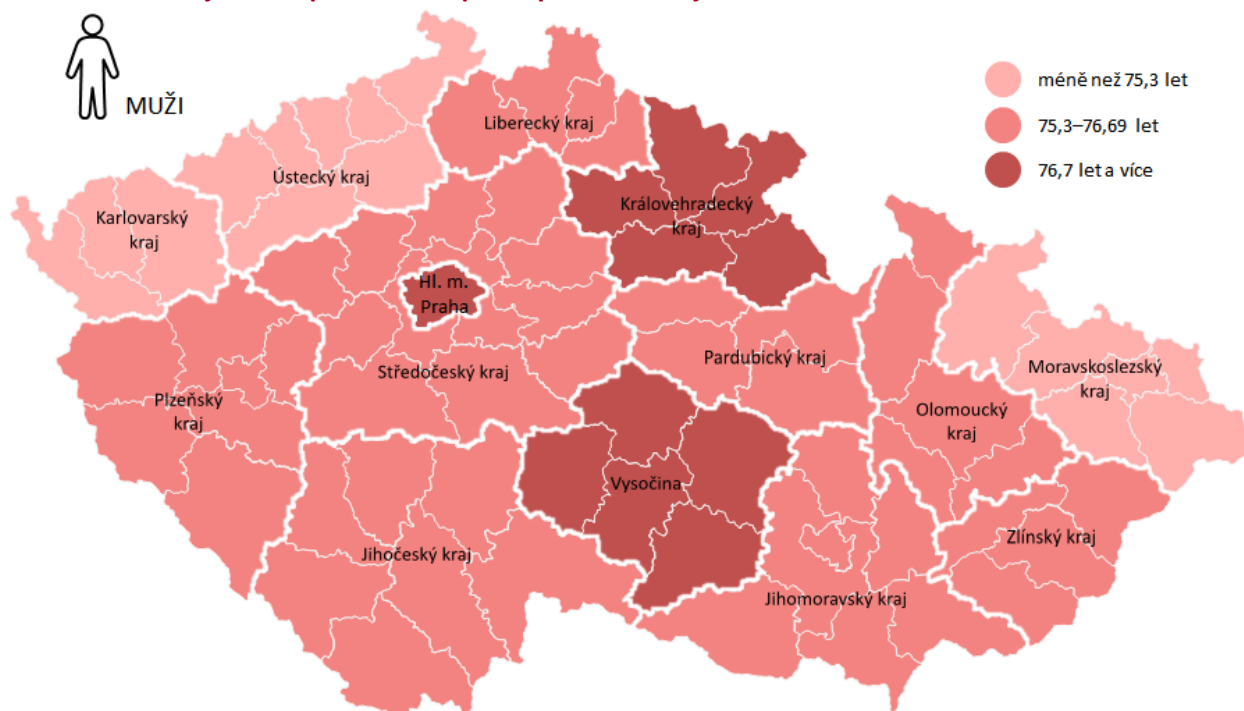 MUŽI
méně než 75,3 let
75,3–76,69 let
76,7 let a více
Liberecký kraj
Ústecký kraj
Karlovarský
kraj
Královehradecký
kraj
Hl. m.
Praha
Středočeský kraj
Pardubický kraj
Moravskoslezský
kraj
Plzeňský
kraj
Olomoucký
kraj
Vysočina
Zlínský kraj
Jihočeský kraj
Jihomoravský kraj